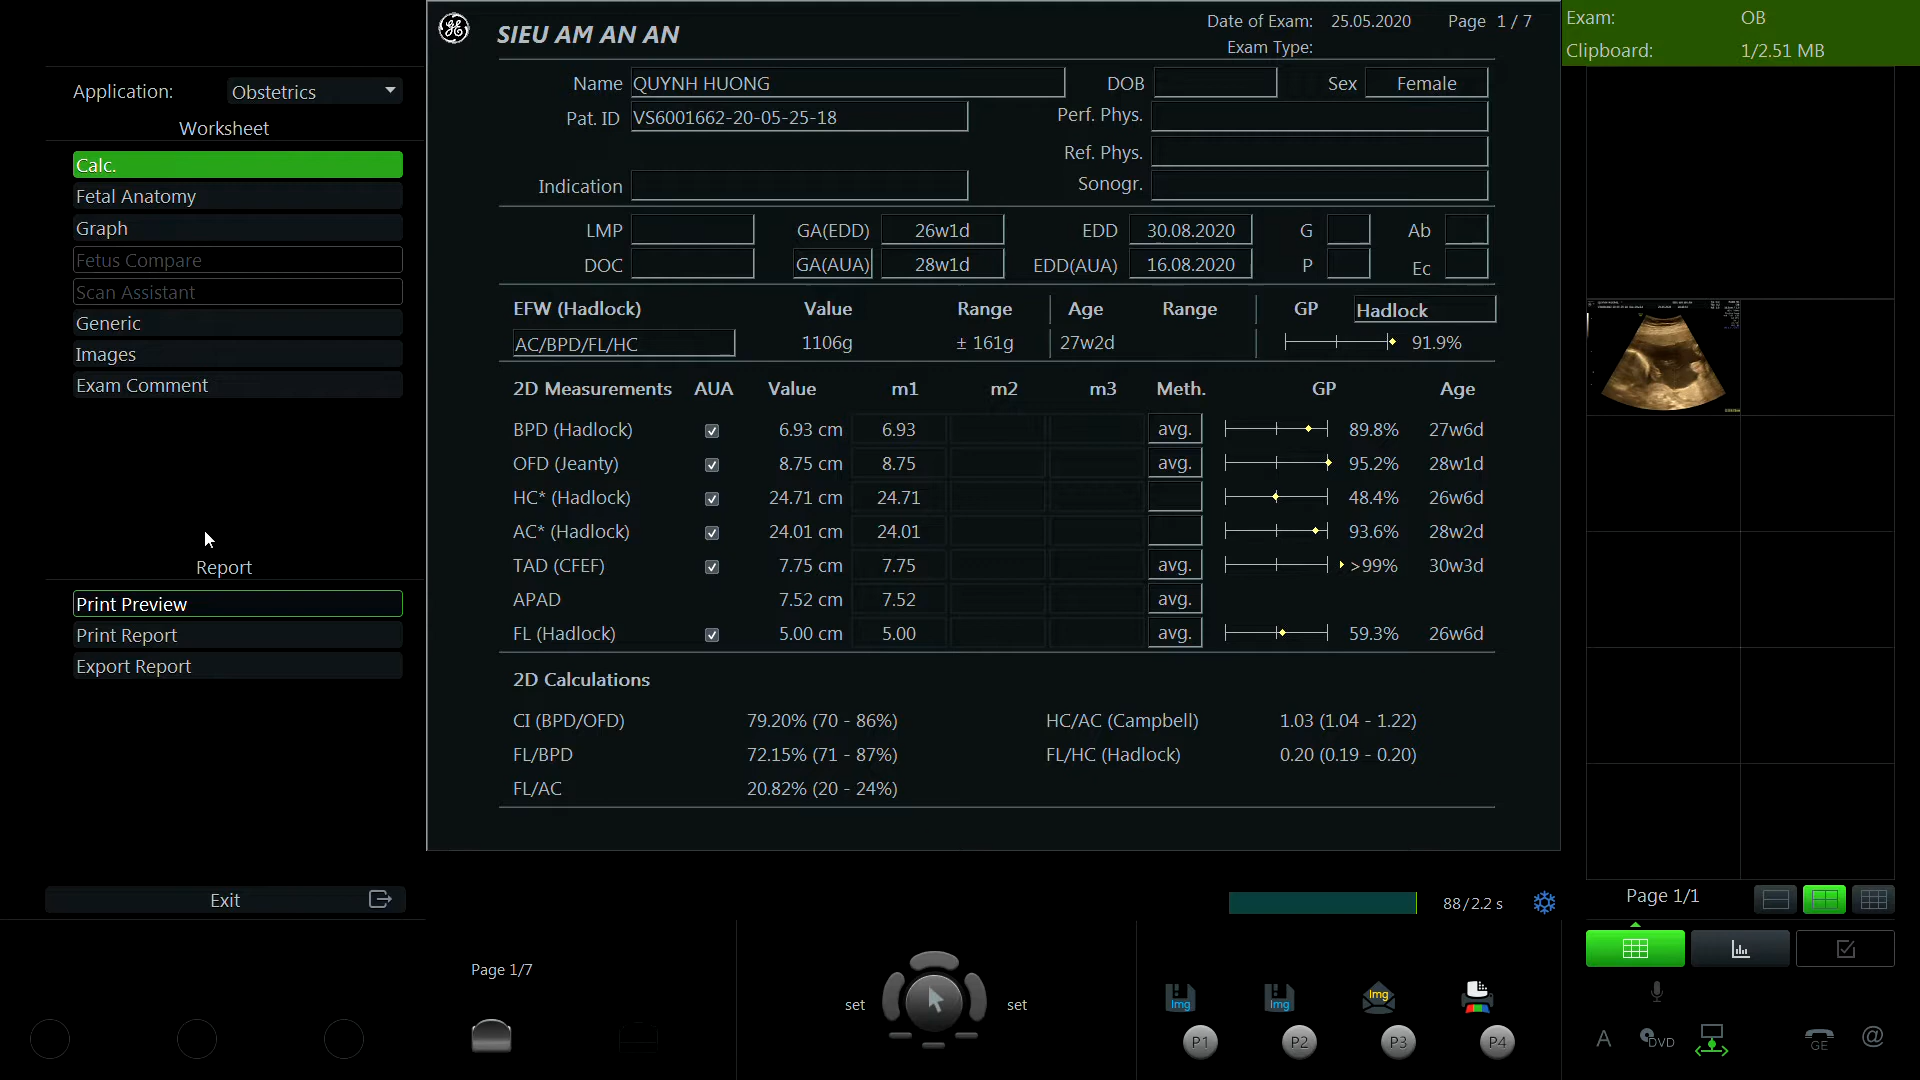 SIEU AM AN AN
Date of Exam: 25.05.2020 Page 1 / 7
Exam Type:
Exam: OB
Clipboard: 1/2.51 MB
Application: Obstetrics
Worksheet
Calc.
Fetal Anatomy
Graph
Fetus Compare
Scan Assistant
Generic
Images
Exam Comment
Report
Print Preview
Print Report
Export Report
Exit
Name QUYNH HUONG DOB Sex Female
Pat. ID VS6001662-20-05-25-18 Perf. Phys.
Ref. Phys.
Indication Sonogr.
LMP GA(EDD) 26w1d EDD 30.08.2020 G Ab
DOC GA(AUA) 28w1d EDD(AUA) 16.08.2020 P Ec
EFW (Hadlock) Value Range Age Range GP Hadlock
AC/BPD/FL/HC 1106g ± 161g 27w2d 91.9%
2D Measurements AUA Value m1 m2 m3 Meth. GP Age
BPD (Hadlock) 6.93 cm 6.93 avg. 89.8% 27w6d
OFD (Jeanty) 8.75 cm 8.75 avg. 95.2% 28w1d
HC* (Hadlock) 24.71 cm 24.71 48.4% 26w6d
AC* (Hadlock) 24.01 cm 24.01 93.6% 28w2d
TAD (CFEF) 7.75 cm 7.75 avg. >99% 30w3d
APAD 7.52 cm 7.52 avg.
FL (Hadlock) 5.00 cm 5.00 avg. 59.3% 26w6d
2D Calculations
CI (BPD/OFD) 79.20% (70 - 86%) HC/AC (Campbell) 1.03 (1.04 - 1.22)
FL/BPD 72.15% (71 - 87%) FL/HC (Hadlock) 0.20 (0.19 - 0.20)
FL/AC 20.82% (20 - 24%)
88/2.2 s
Page 1/1
Page 1/7
set set
Img Img Img
P1 P2 P3 P4
A DVD GE @